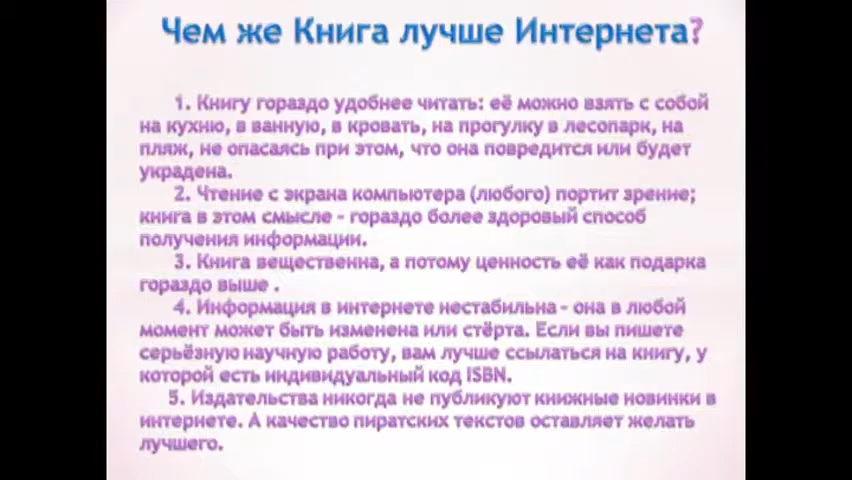 Чем же Книга лучше Интернета?
1. Книгу гораздо удобнее читать: её можно взять с собой
на кухню, в ванную, в кровать, на прогулку в лесопарк, на
пляж, не опасаясь при этом, что она повредится или будет
украдена.
2. Чтение с экрана компьютера (любого) портит зрение;
книга в этом смысле - гораздо более здоровый способ
получения информации.
3. Книга вещественна, а потому ценность её как подарка
гораздо выше .
4. Информация в интернете нестабильна - она в любой
момент может быть изменена или стёрта. Если вы пишете
серьёзную научную работу, вам лучше ссылаться на книгу, у
которой есть индивидуальный код ISBN.
5. Издательства никогда не публикуют книжные новинки в
интернете. А качество пиратских текстов оставляет желать
лучшего.